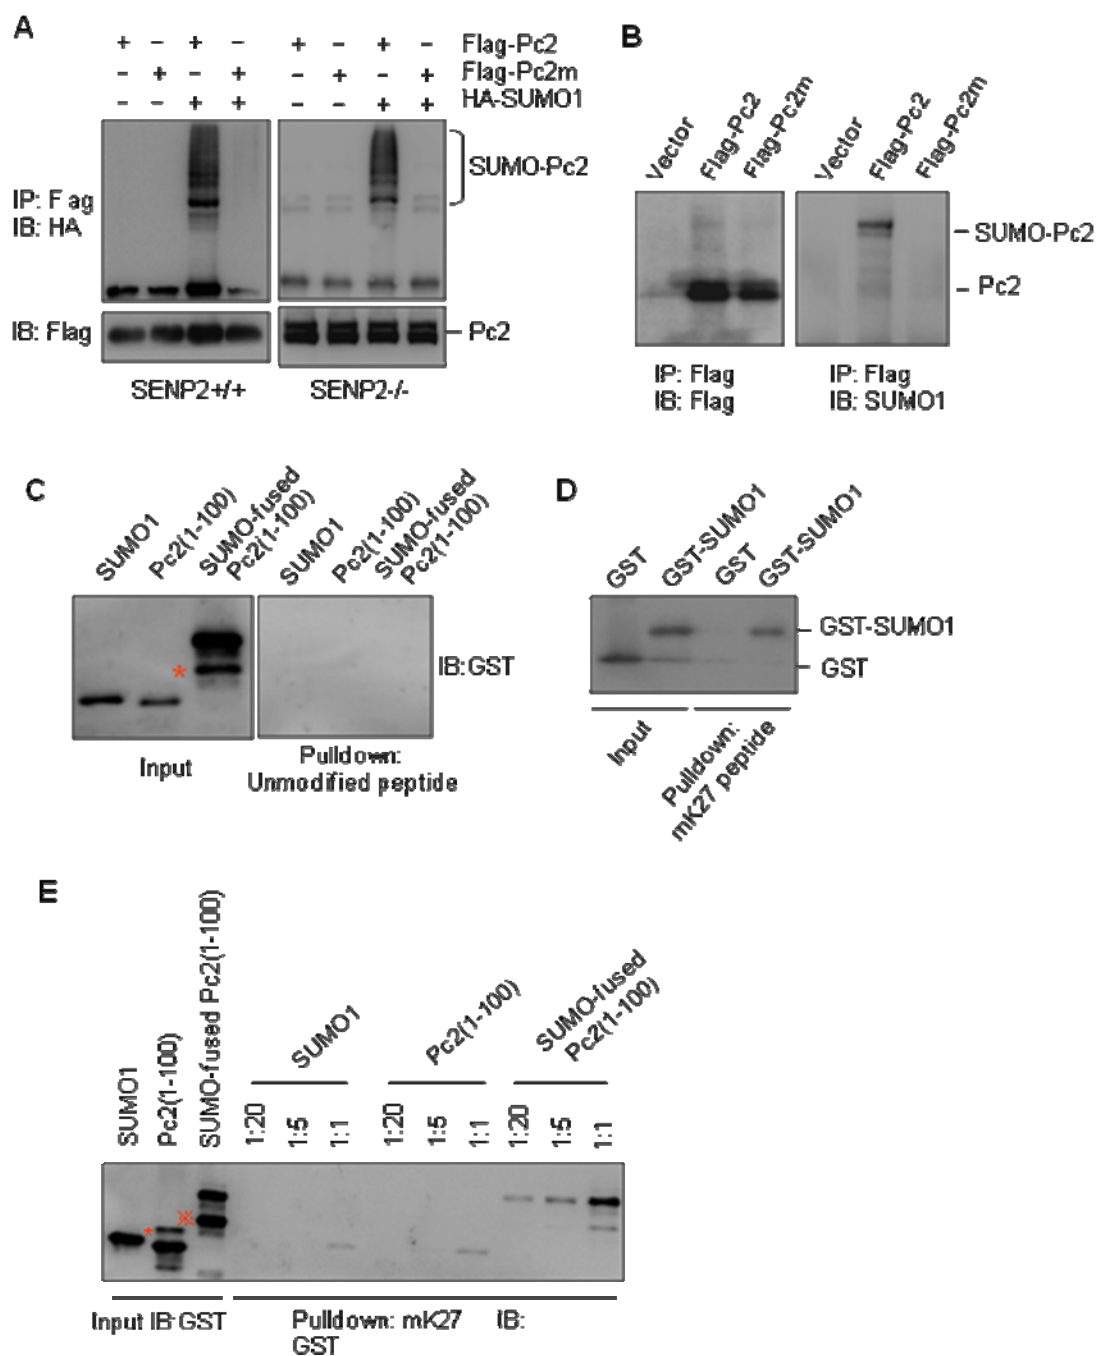 A
+ – + – + – + – Flag-Pc2
– + – + – + – + Flag-Pc2m
– – + + – – + + HA-SUMO1
SUMO-Pc2
IP: F ag
IB: HA
IB: Flag
Pc2
SENP2+/+ SENP2-/-
B
Vector Flag-Pc2 Flag-Pc2m Vector Flag-Pc2 Flag-Pc2m
SUMO-Pc2
Pc2
IP: Flag IP: Flag
IB: Flag IB: SUMO1
C
SUMO1 Pc2(1-100) SUMO-fused Pc2(1-100) SUMO1 Pc2(1-100) SUMO-fused Pc2(1-100)
*
IB:GST
Input
Pulldown:
Unmodified peptide
D
GST GST-SUMO1 GST GST-SUMO1
GST-SUMO1
GST
Input
Pulldown:
mK27 peptide
E
SUMO1 Pc2(1-100) SUMO-fused Pc2(1-100)
SUMO1 Pc2(1-100) SUMO-fused
Pc2(1-100)
1:20 1:5 1:1 1:20 1:5 1:1 1:20 1:5 1:1
* ※
Input IB:GST Pulldown: mK27 IB:
GST